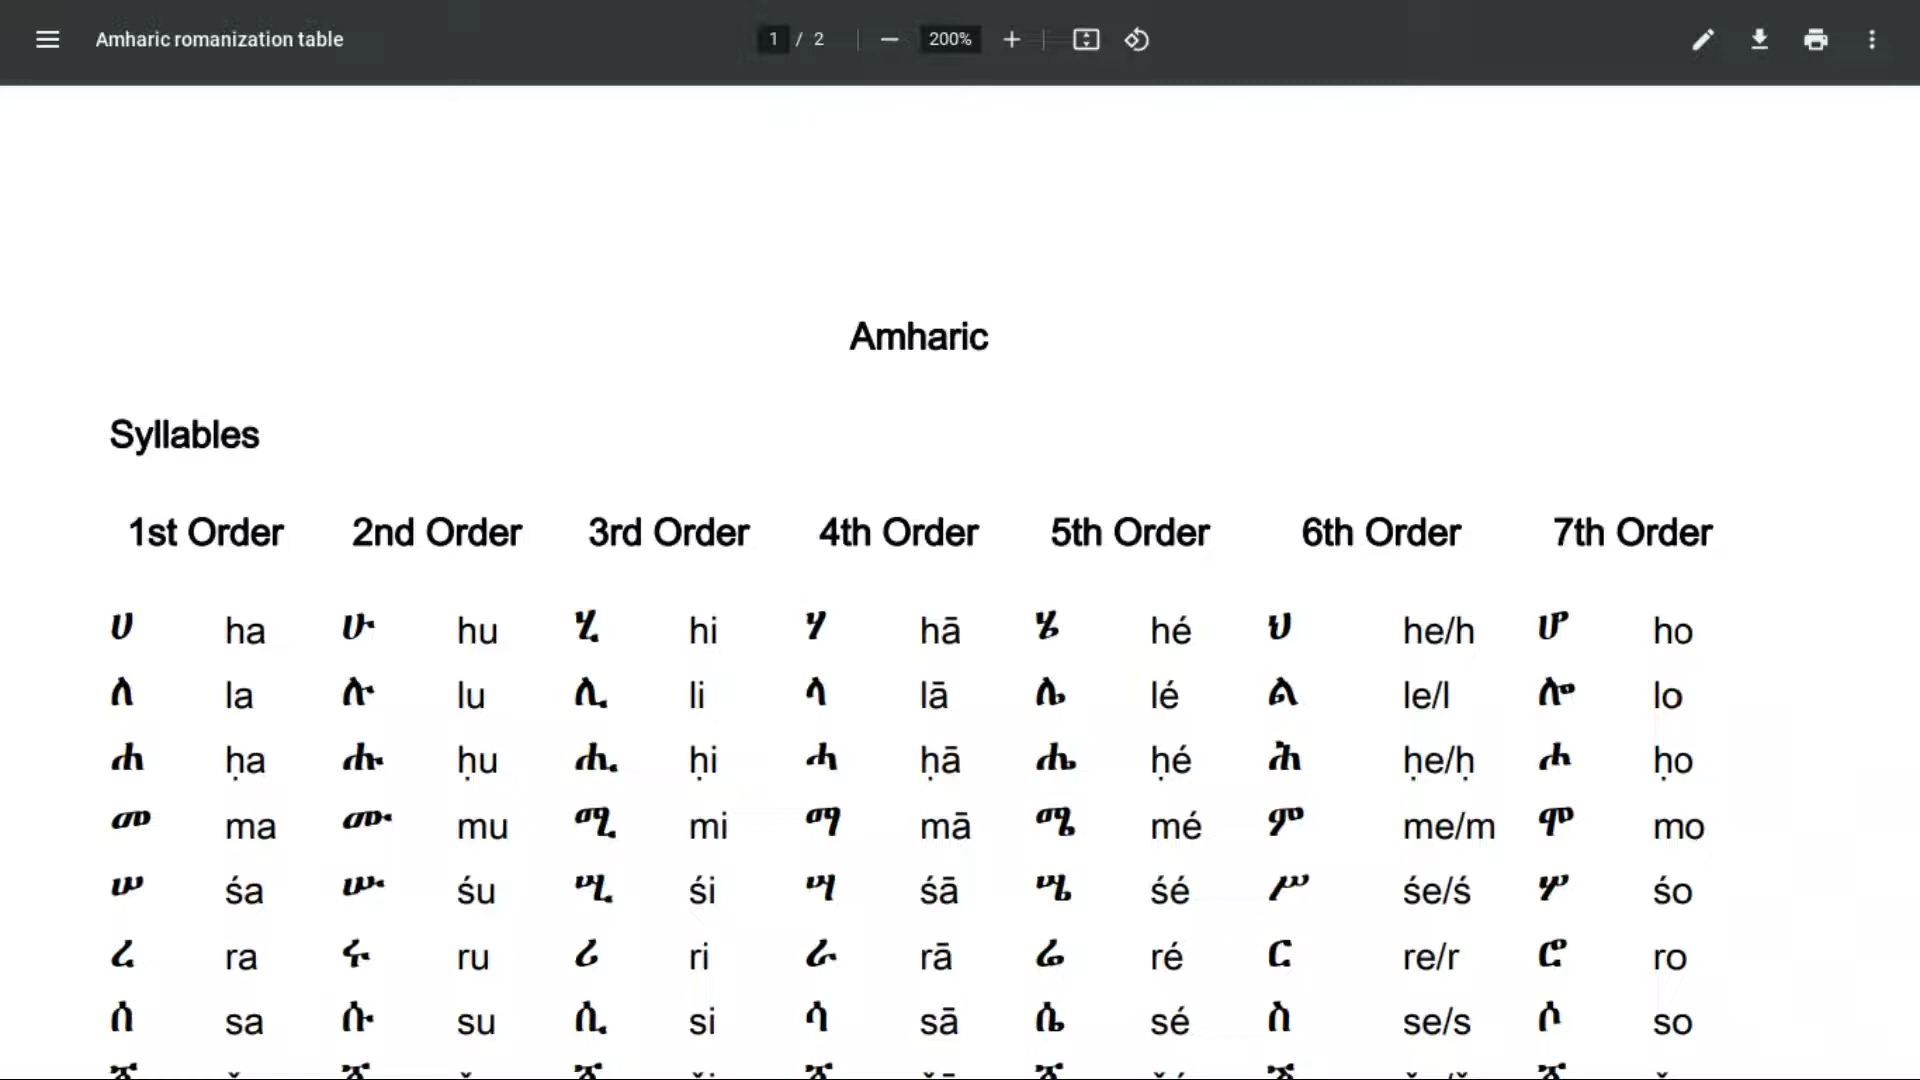 Amharic romanization table
1 / 2
200%
Amharic
Syllables
1st Order 2nd Order 3rd Order 4th Order 5th Order 6th Order 7th Order
ሀ ha ሁ hu ሂ hi ሃ hā ሄ hé ህ he/h ሆ ho
ለ la ሉ lu ሊ li ላ lā ሌ lé ል le/l ሎ lo
ሐ ḥa ሑ ḥu ሒ ḥi ሓ ḥā ሔ ḥé ሕ ḥe/ḥ ሖ ḥo
መ ma ሙ mu ሚ mi ማ mā ሜ mé ም me/m ሞ mo
ሠ śa ሡ śu ሢ śi ሣ śā ሤ śé ሥ śe/ś ሦ śo
ረ ra ሩ ru ሪ ri ራ rā ሬ ré ር re/r ሮ ro
ሰ sa ሱ su ሲ si ሳ sā ሴ sé ስ se/s ሶ so